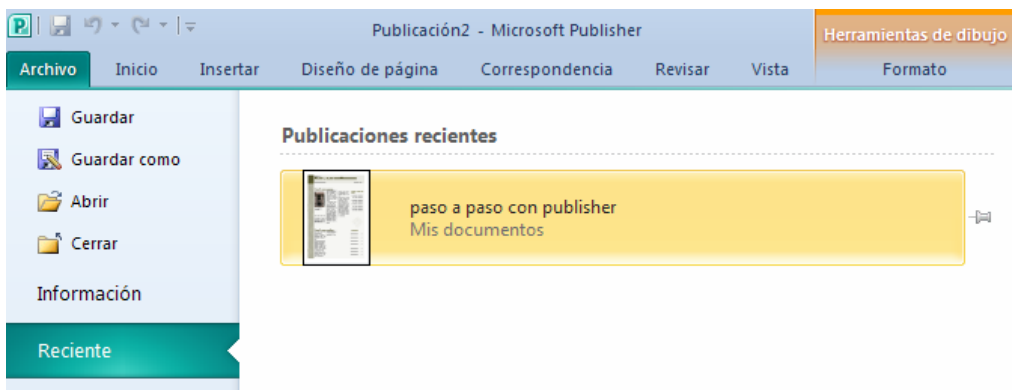 Publicación2 - Microsoft Publisher
Herramientas de dibujo
Archivo Inicio Insertar Diseño de página Correspondencia Revisar Vista Formato
Guardar
Guardar como
Abrir
Cerrar
Información
Reciente
Publicaciones recientes
paso a paso con publisher
Mis documentos